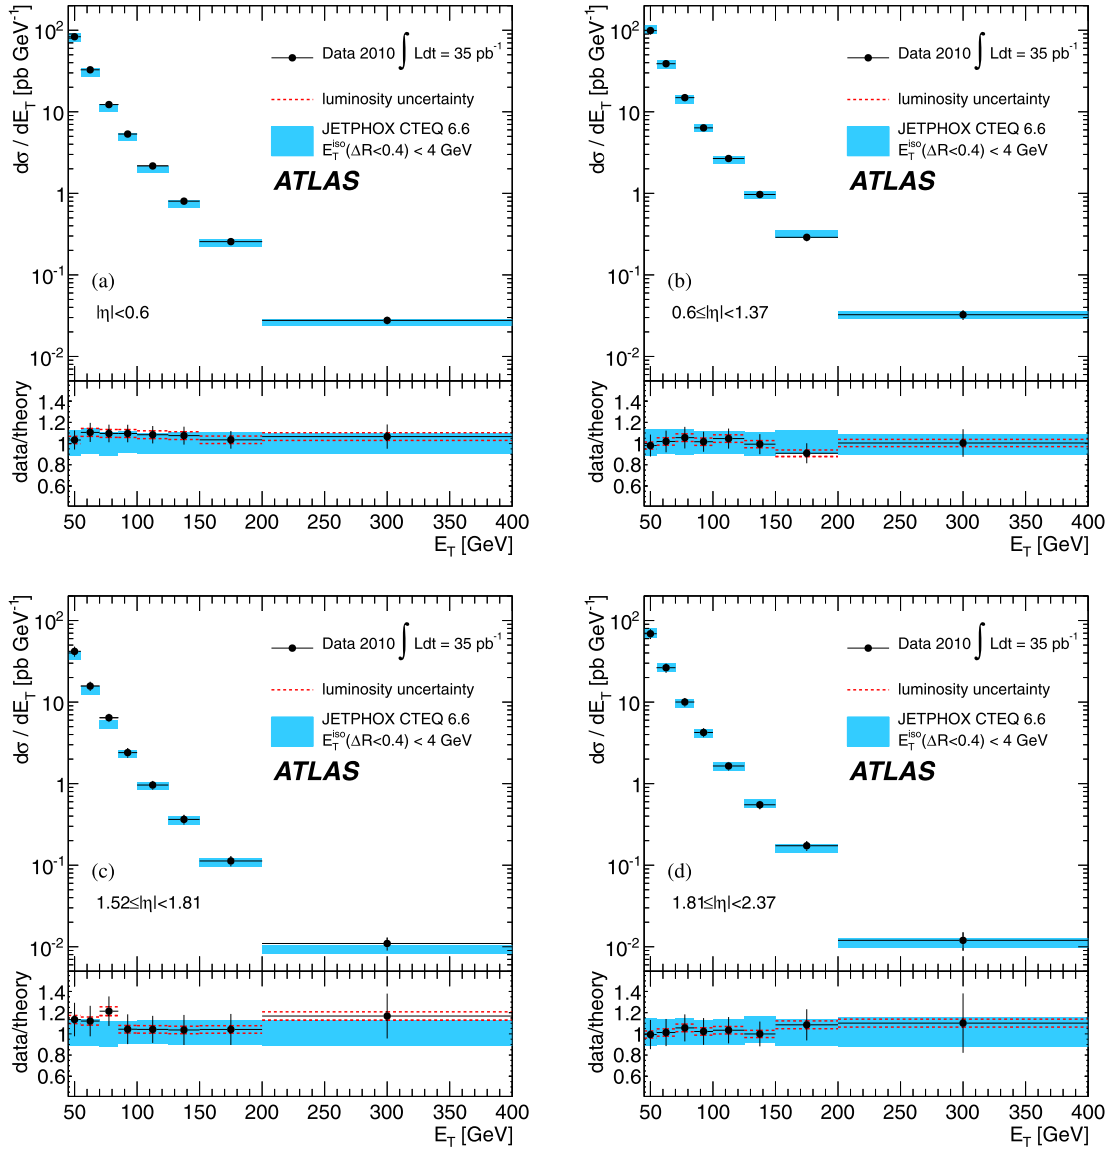 dσ / dE_T [pb GeV⁻¹]
10²
10
1
10⁻¹
10⁻²
Data 2010 ∫ Ldt = 35 pb⁻¹
luminosity uncertainty
JETPHOX CTEQ 6.6
E_T^iso(ΔR<0.4) < 4 GeV
ATLAS
(a)
|η|<0.6
data/theory
1.4
1.2
1
0.8
0.6
50 100 150 200 250 300 350 400
E_T [GeV]
dσ / dE_T [pb GeV⁻¹]
10²
10
1
10⁻¹
10⁻²
Data 2010 ∫ Ldt = 35 pb⁻¹
luminosity uncertainty
JETPHOX CTEQ 6.6
E_T^iso(ΔR<0.4) < 4 GeV
ATLAS
(b)
0.6≤|η|<1.37
data/theory
1.4
1.2
1
0.8
0.6
50 100 150 200 250 300 350 400
E_T [GeV]
dσ / dE_T [pb GeV⁻¹]
10²
10
1
10⁻¹
10⁻²
Data 2010 ∫ Ldt = 35 pb⁻¹
luminosity uncertainty
JETPHOX CTEQ 6.6
E_T^iso(ΔR<0.4) < 4 GeV
ATLAS
(c)
1.52≤|η|<1.81
data/theory
1.4
1.2
1
0.8
0.6
50 100 150 200 250 300 350 400
E_T [GeV]
dσ / dE_T [pb GeV⁻¹]
10²
10
1
10⁻¹
10⁻²
Data 2010 ∫ Ldt = 35 pb⁻¹
luminosity uncertainty
JETPHOX CTEQ 6.6
E_T^iso(ΔR<0.4) < 4 GeV
ATLAS
(d)
1.81≤|η|<2.37
data/theory
1.4
1.2
1
0.8
0.6
50 100 150 200 250 300 350 400
E_T [GeV]